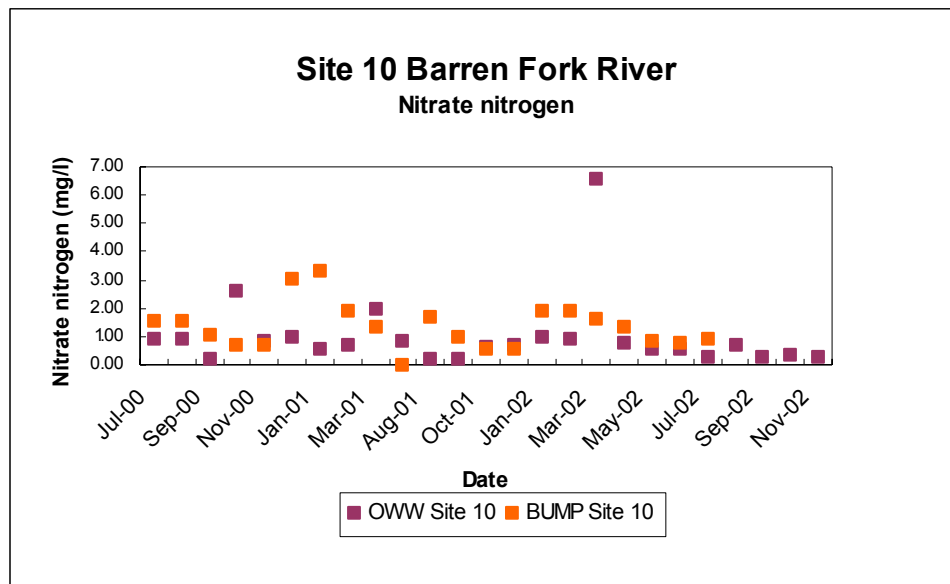 Site 10 Barren Fork River
Nitrate nitrogen
Nitrate nitrogen (mg/l)
7.00
6.00
5.00
4.00
3.00
2.00
1.00
0.00
Jul-00
Sep-00
Nov-00
Jan-01
Mar-01
Aug-01
Oct-01
Jan-02
Mar-02
May-02
Jul-02
Sep-02
Nov-02
Date
OWW Site 10 BUMP Site 10